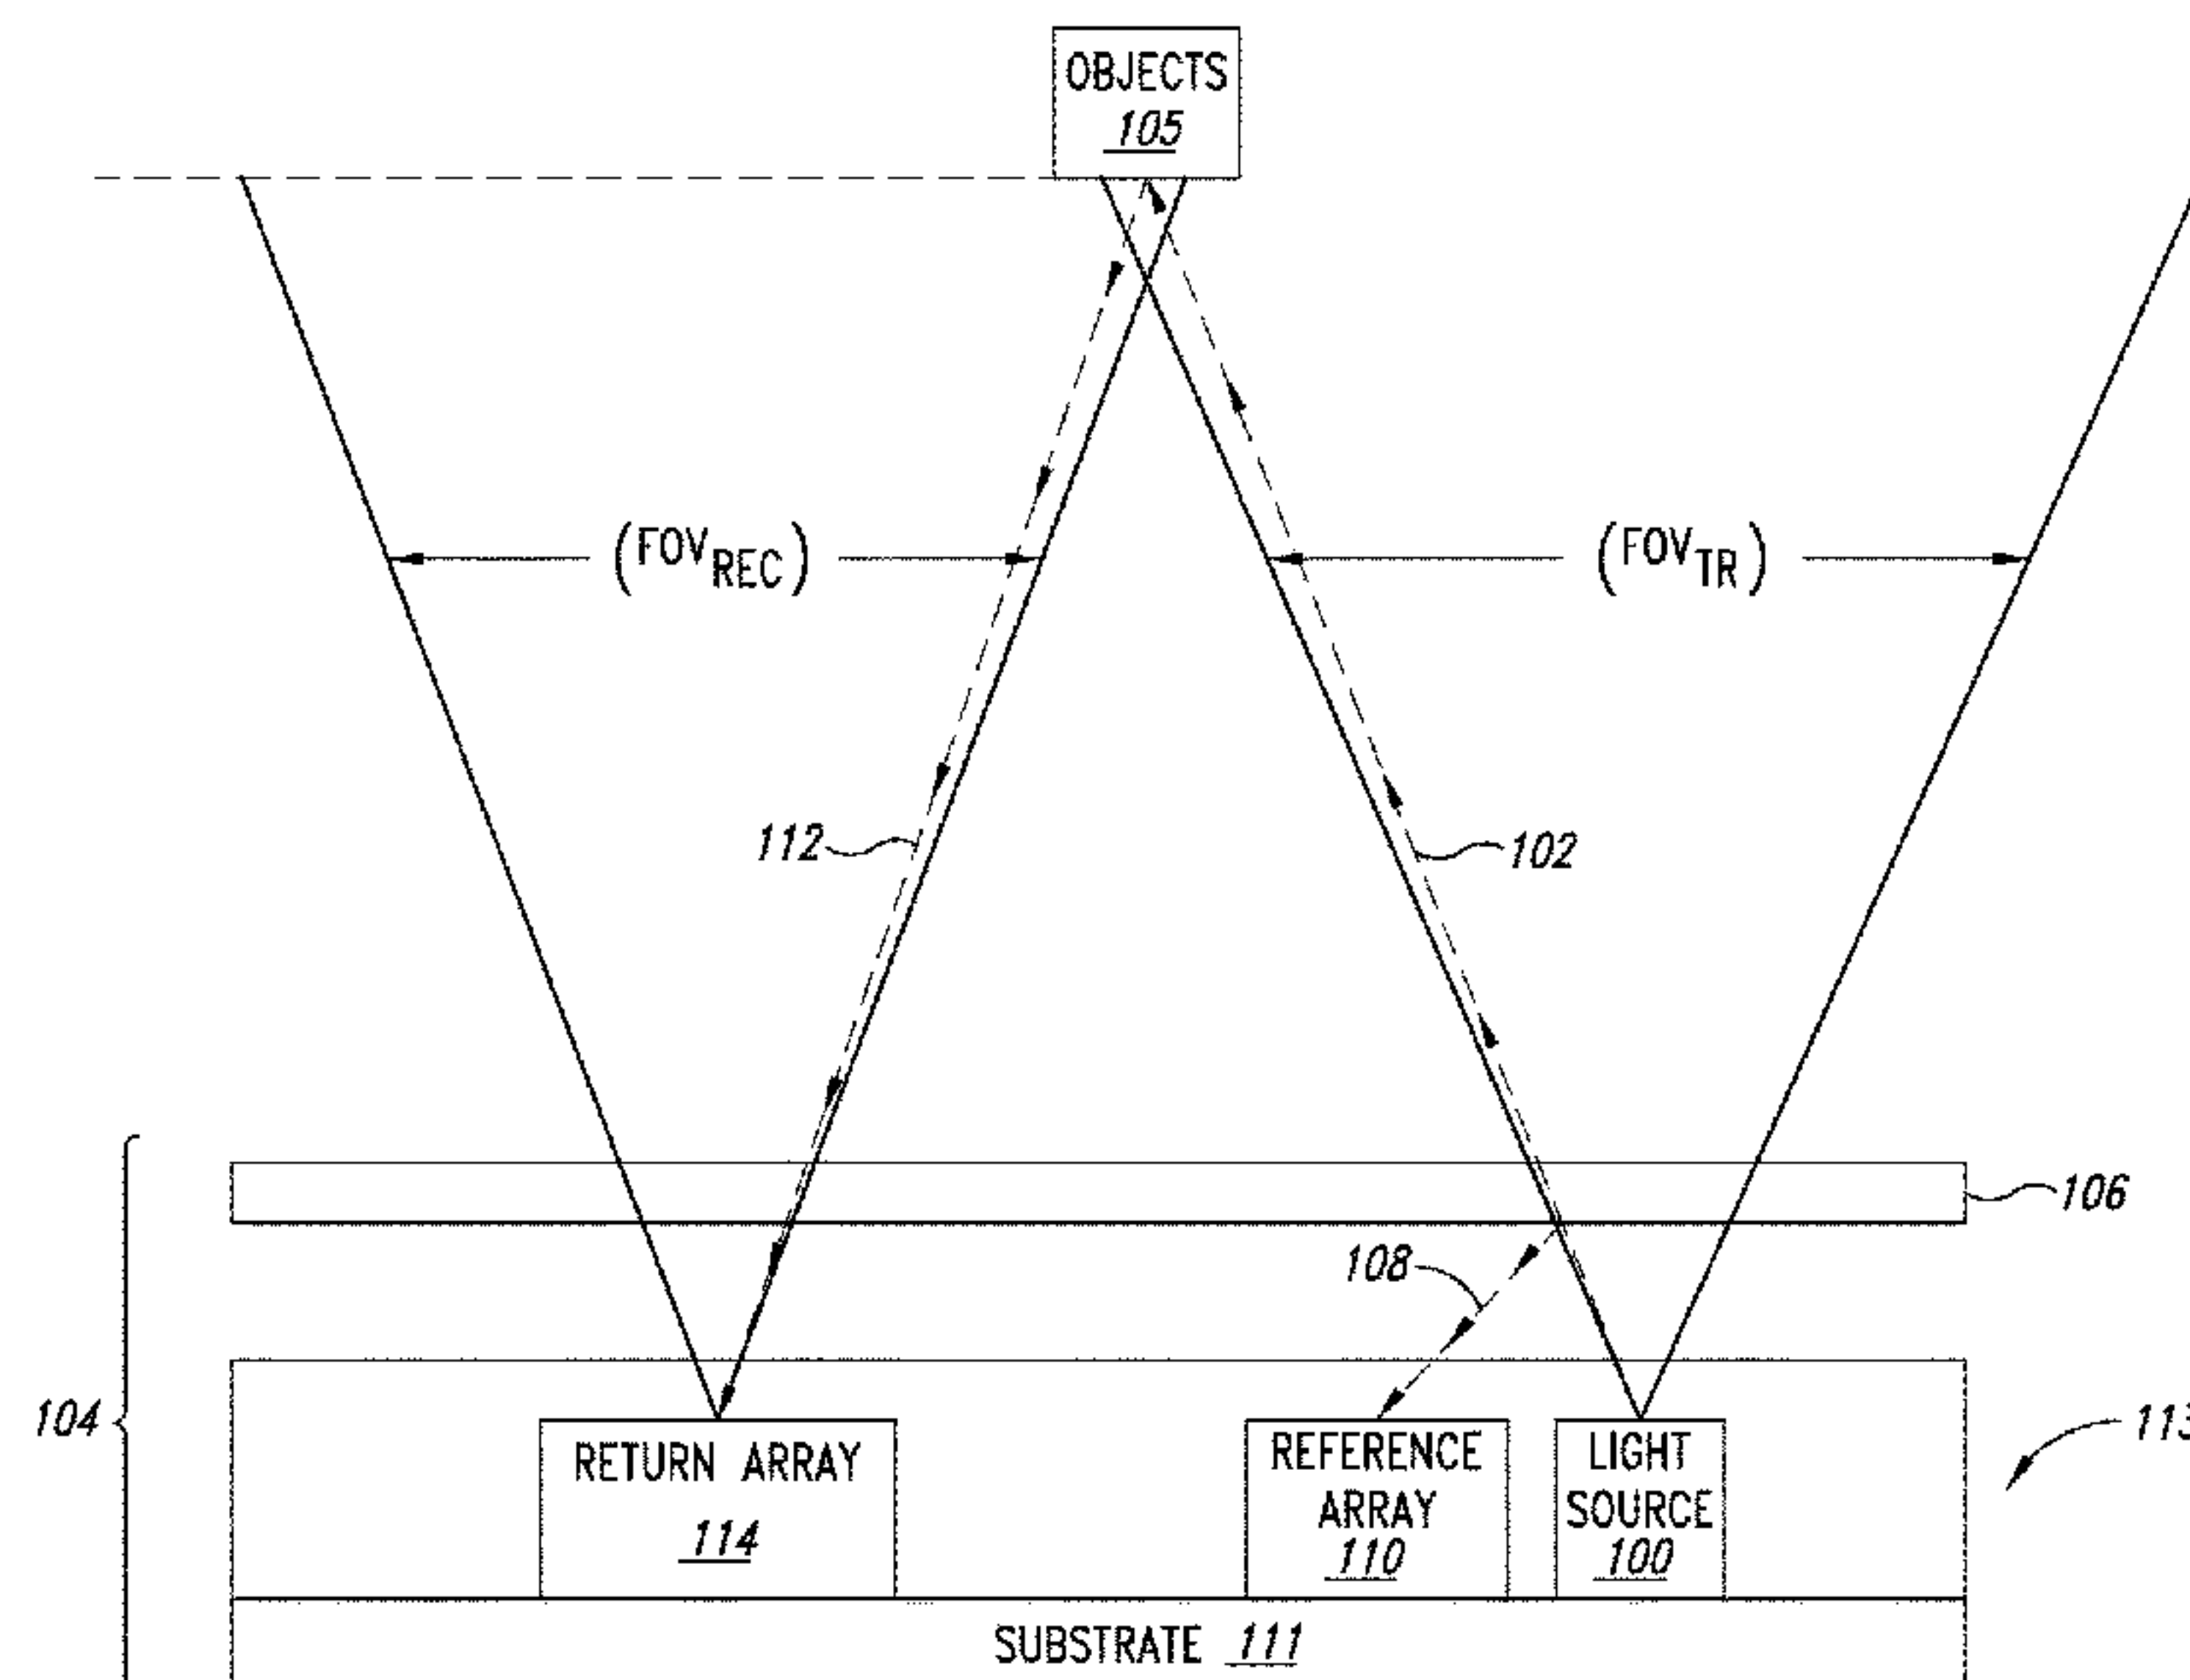 OBJECTS
105
(FOV REC)
(FOV TR)
112
102
106
108
104
113
RETURN ARRAY
114
REFERENCE
ARRAY
110
LIGHT
SOURCE
100
SUBSTRATE 111